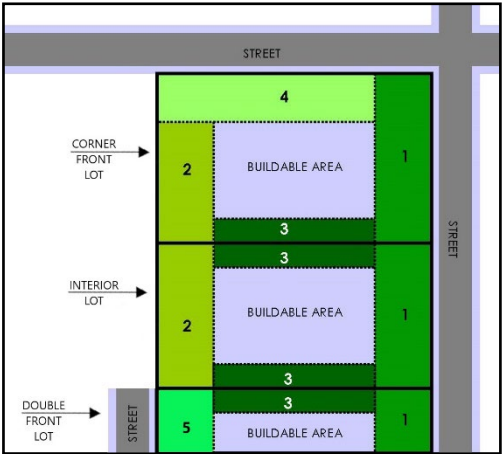 STREET
4
CORNER
FRONT
LOT
2
BUILDABLE AREA
1
3
STREET
3
INTERIOR
LOT
2
BUILDABLE AREA
1
3
DOUBLE
FRONT
LOT
STREET
5
3
BUILDABLE AREA
1